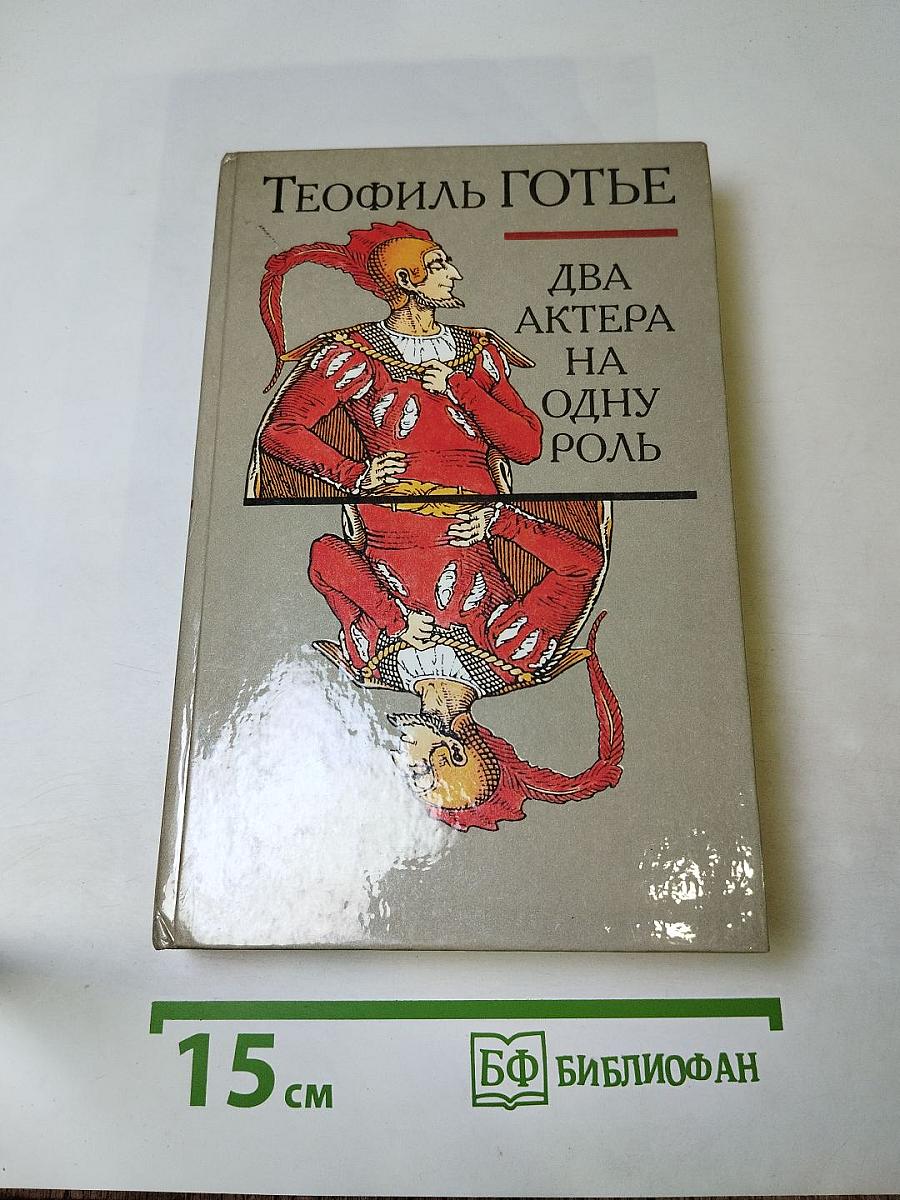 ТЕОФИЛЬ ГОТЬЕ
ДВА
АКТЕРА
НА
ОДНУ
РОЛЬ
15 см
БФ БИБЛИОФАН